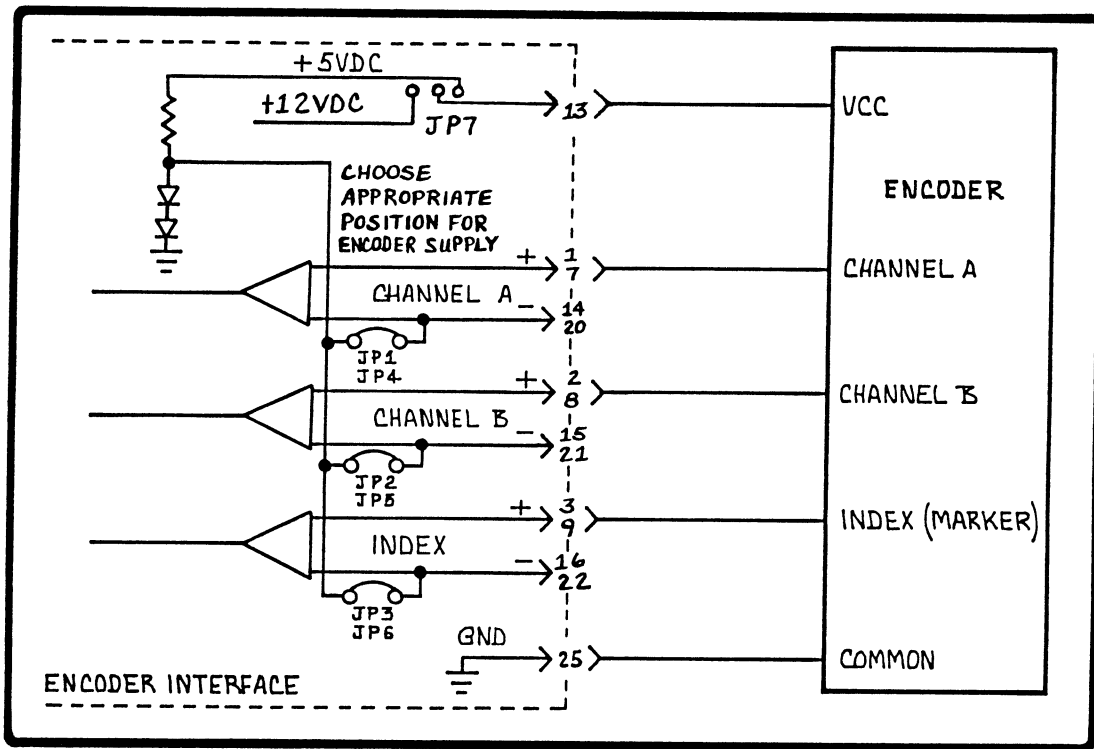 +5VDC
+12VDC
JP7
13
VCC
CHOOSE
APPROPRIATE
POSITION FOR
ENCODER SUPPLY
ENCODER
+
1
7
CHANNEL A
CHANNEL A
-
14
20
JP1
JP4
+
2
8
CHANNEL B
CHANNEL B
-
15
21
JP2
JP5
+
3
9
INDEX (MARKER)
INDEX
-
16
22
JP3
JP6
GND
25
COMMON
ENCODER INTERFACE